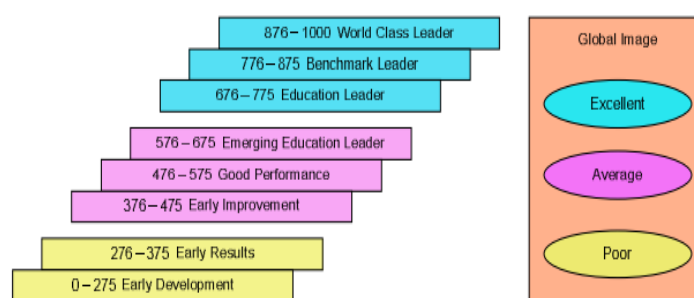 876–1000 World Class Leader
776–875 Benchmark Leader
676–775 Education Leader
576–675 Emerging Education Leader
476–575 Good Performance
376–475 Early Improvement
276–375 Early Results
0–275 Early Development
Global Image
Excellent
Average
Poor